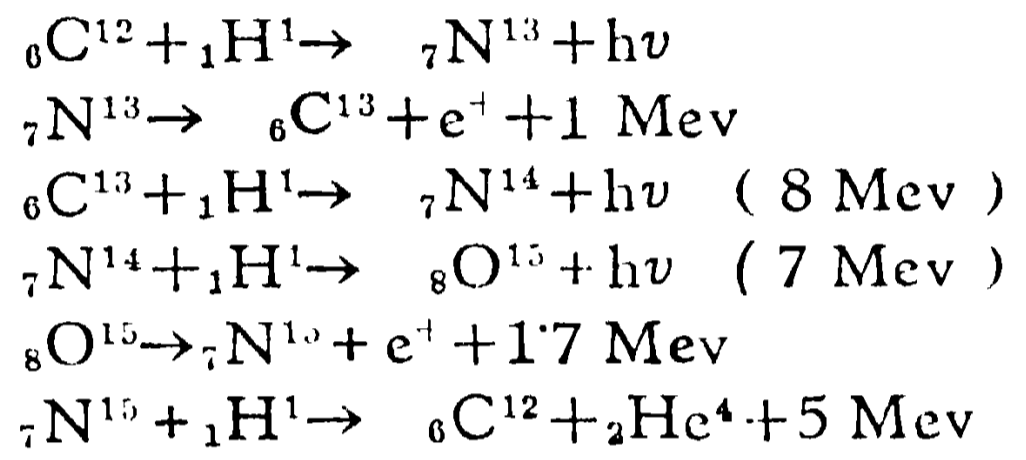 ₆C¹²+₁H¹→ ₇N¹³+hυ
₇N¹³→ ₆C¹³+e⁺+1 Mev
₆C¹³+₁H¹→ ₇N¹⁴+hυ ( 8 Mev )
₇N¹⁴+₁H¹→ ₈O¹⁵+hυ ( 7 Mev )
₈O¹⁵→₇N¹⁵+e⁺+1·7 Mev
₇N¹⁵+₁H¹→ ₆C¹²+₂He⁴+5 Mev